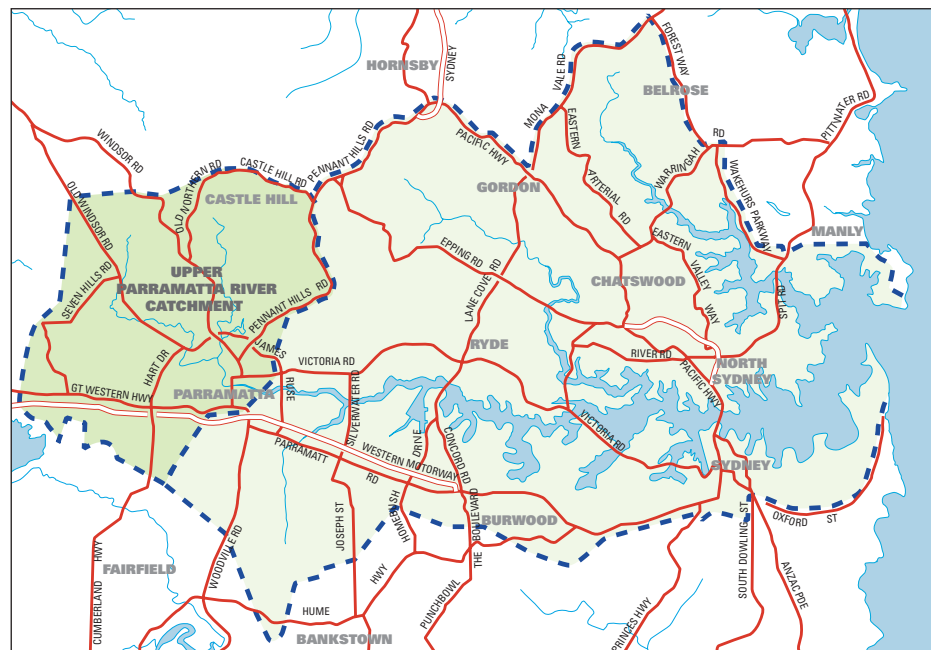 HORNSBY
SYDNEY
MONA
VALE RD
FOREST WAY
BELROSE
PITTWATER RD
WINDSOR RD
OLD NORTHERN RD
CASTLE HILL RD
PENNANT HILLS RD
PACIFIC HWY
EASTERN
ARTERIAL
RD
WARINGAH
RD
WAKEHURS PARKWAY
OLD WINDSOR RD
CASTLE HILL
GORDON
MANLY
EPPING RD
LANE COVE RD
EASTERN
VALLEY
WAY
CHATSWOOD
SPIT RD
SEVEN HILLS RD
UPPER
PARRAMATTA RIVER
CATCHMENT
PENNANT HILLS RD
HART DR
JAMES
RUSE
VICTORIA RD
RYDE
RIVER RD
PACIFIC HWY
NORTH
SYDNEY
GT WESTERN HWY
PARRAMATTA
SILVERWATER RD
VICTORIA RD
PARRAMATT
RD
WESTERN MOTORWAY
HOMEBUSH
DRIVE
CONCORD RD
SYDNEY
BURWOOD
OXFORD ST
WOODVILLE RD
JOSEPH ST
THE BOULEVARD
SOUTH DOWLING ST
ANZAC PDE
FAIRFIELD
CUMBERLAND HWY
HUME
HWY
PUNCHBOWL
PRINCES HWY
BANKSTOWN